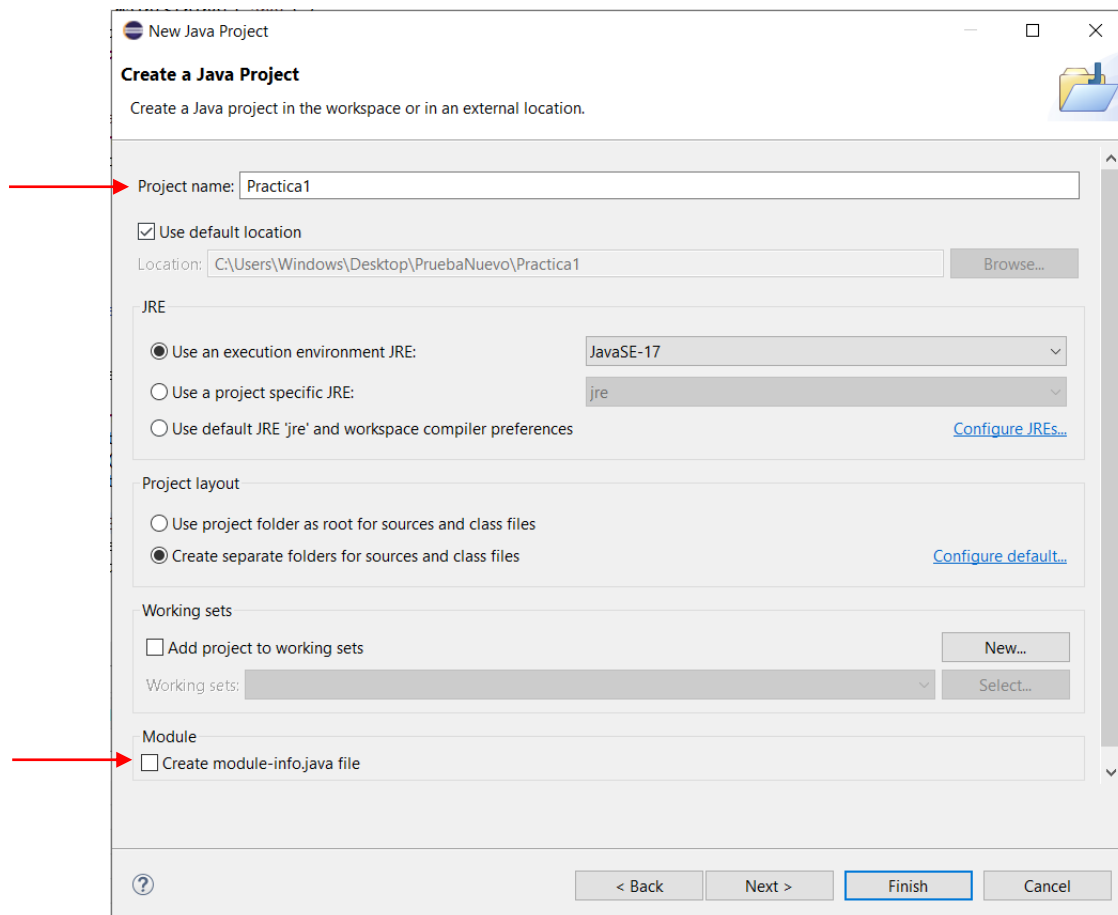 New Java Project
Create a Java Project
Create a Java project in the workspace or in an external location.
Project name: Practica1
Use default location
Location: C:\Users\Windows\Desktop\PruebaNuevo\Practica1 Browse...
JRE
Use an execution environment JRE: JavaSE-17
Use a project specific JRE: jre
Use default JRE 'jre' and workspace compiler preferences Configure JREs...
Project layout
Use project folder as root for sources and class files
Create separate folders for sources and class files Configure default...
Working sets
Add project to working sets New...
Working sets: Select...
Module
Create module-info.java file
? < Back Next > Finish Cancel